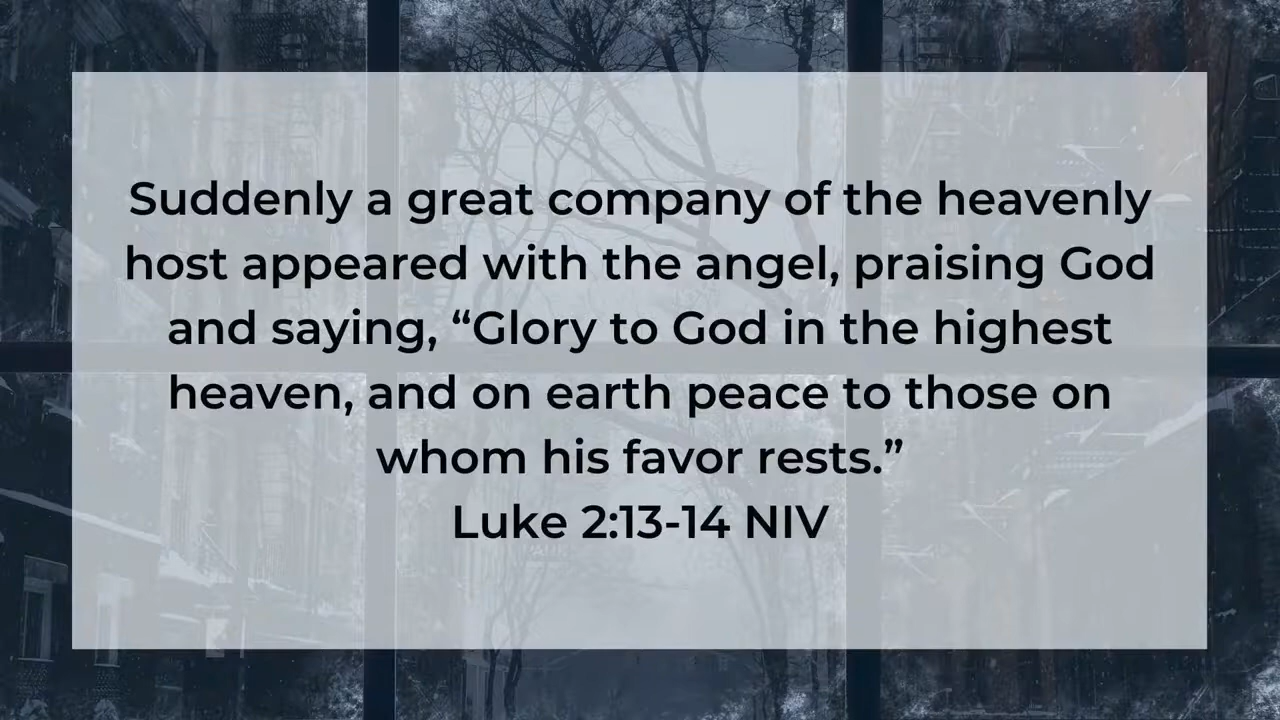 Suddenly a great company of the heavenly
host appeared with the angel, praising God
and saying, “Glory to God in the highest
heaven, and on earth peace to those on
whom his favor rests.”
Luke 2:13-14 NIV